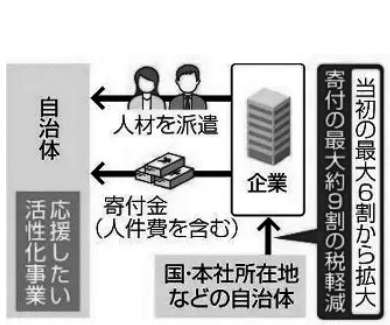 自治体
応援したい
活性化事業
人材を派遣
寄付金
(人件費を含む)
企業
国・本社所在地
などの自治体
当初の最大6割から拡大
寄付の最大約9割の税軽減